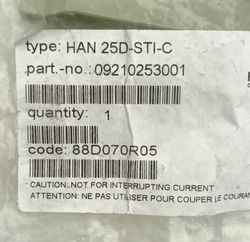 type: HAN 25D-STI-C
part.-no.: 09210253001
quantity: 1
code: 88D070R05
CAUTION: NOT FOR INTERRUPTING CURRENT
ATTENTION: NE PAS UTILISER POUR COUPER LE